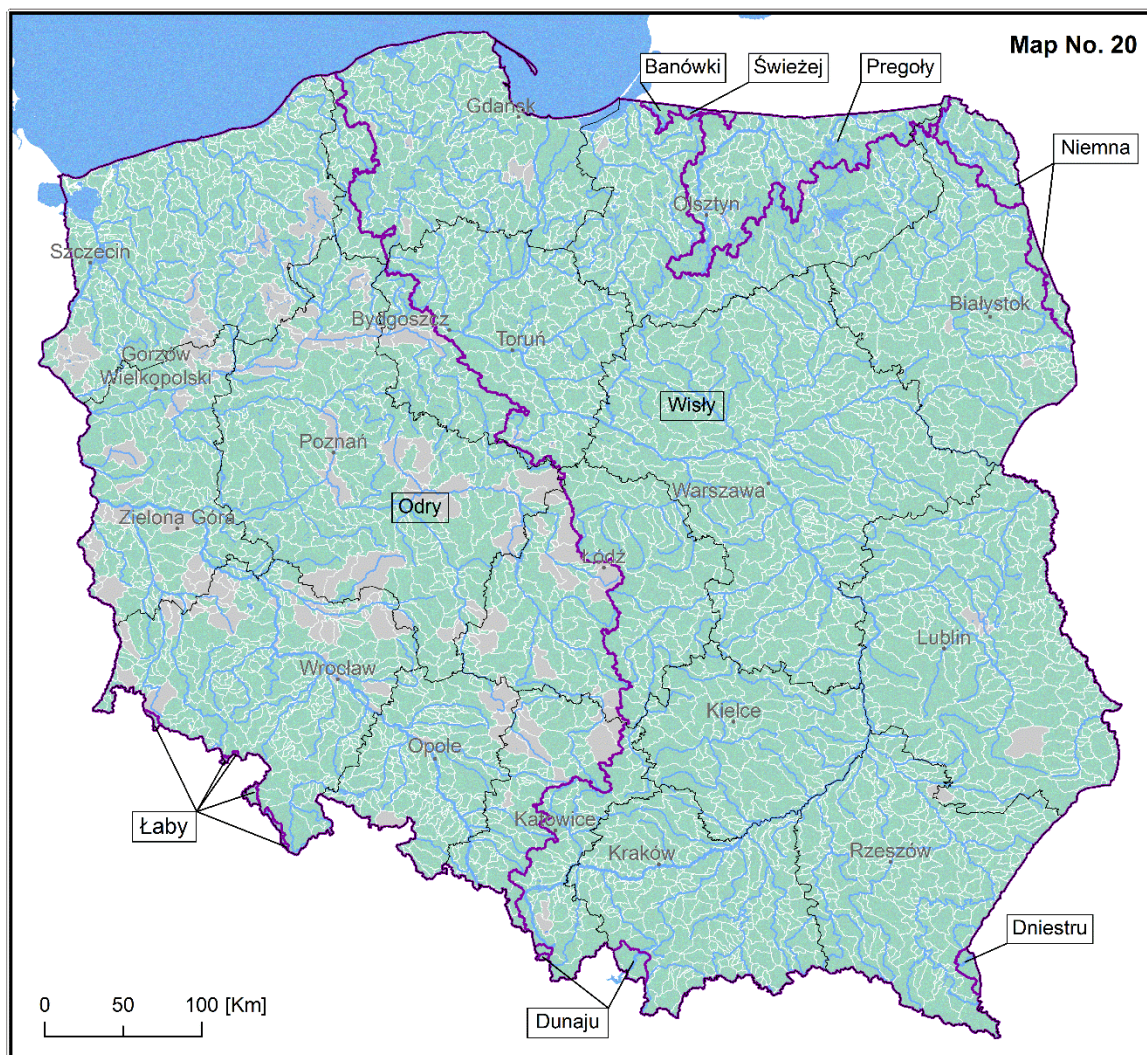 Map No. 20
Banówki
Świeżej
Pregoły
Gdańsk
Niemna
Olsztyn
Szczecin
Białystok
Bydgoszcz
Toruń
Gorzów
Wielkopolski
Wisły
Poznań
Warszawa
Odry
Zielona Góra
Łódź
Lublin
Wrocław
Kielce
Opole
Łaby
Katowice
Kraków
Rzeszów
Dniestru
0 50 100 [Km]
Dunaju